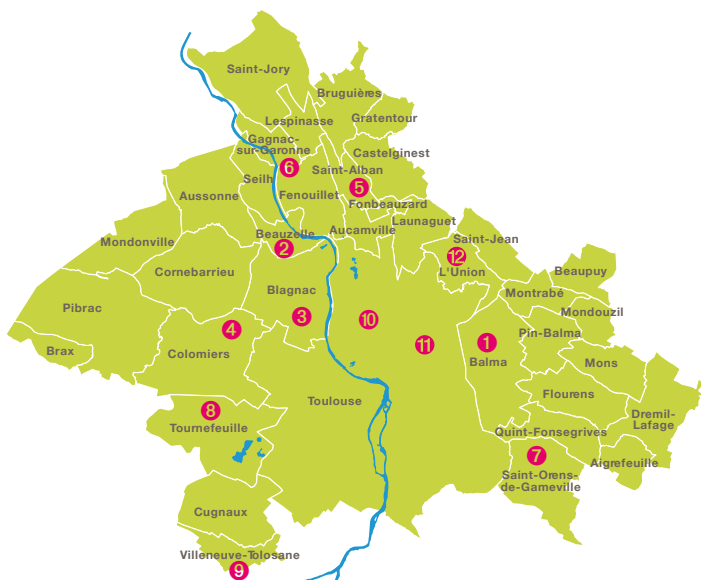 Saint-Jory
Bruguières
Lespinasse
Gratentour
Gagnac-
sur-Garonne
Castelginest
6
Saint-Alban
Seilh
5
Aussonne
Fenouillet
Fonbeauzard
Launaguet
Beauzelle
Aucamville
Saint-Jean
Mondonville
2
12
Cornebarrieu
L'Union
Beaupuy
Blagnac
Montrabé
Pibrac
Mondouzil
3
10
4
Pin-Balma
11
1
Brax
Colomiers
Balma
Mons
Flourens
Toulouse
8
Dremil-
Lafage
Tournefeuille
Quint-Fonsegrives
7
Aigrefeuille
Saint-Orens-
de-Gameville
Cugnaux
Villeneuve-Tolosane
9